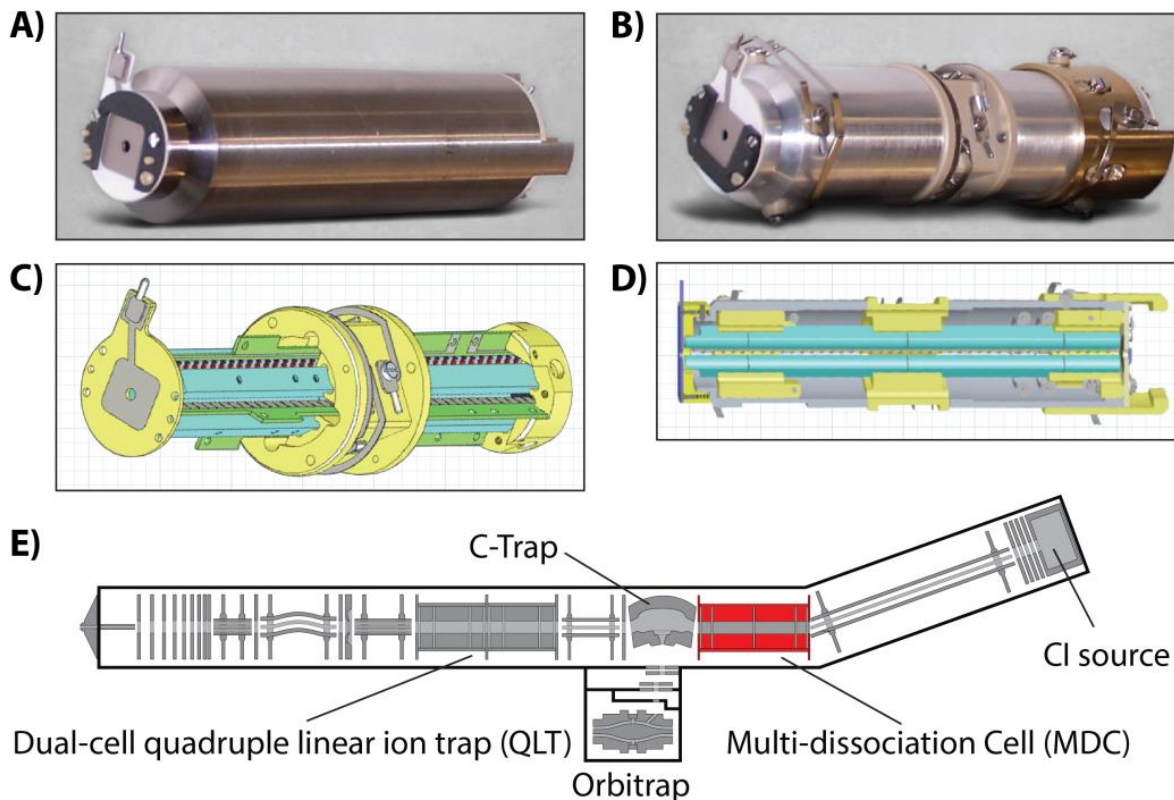 A)
B)
C)
D)
E)
C-Trap
CI source
Dual-cell quadruple linear ion trap (QLT)
Multi-dissociation Cell (MDC)
Orbitrap